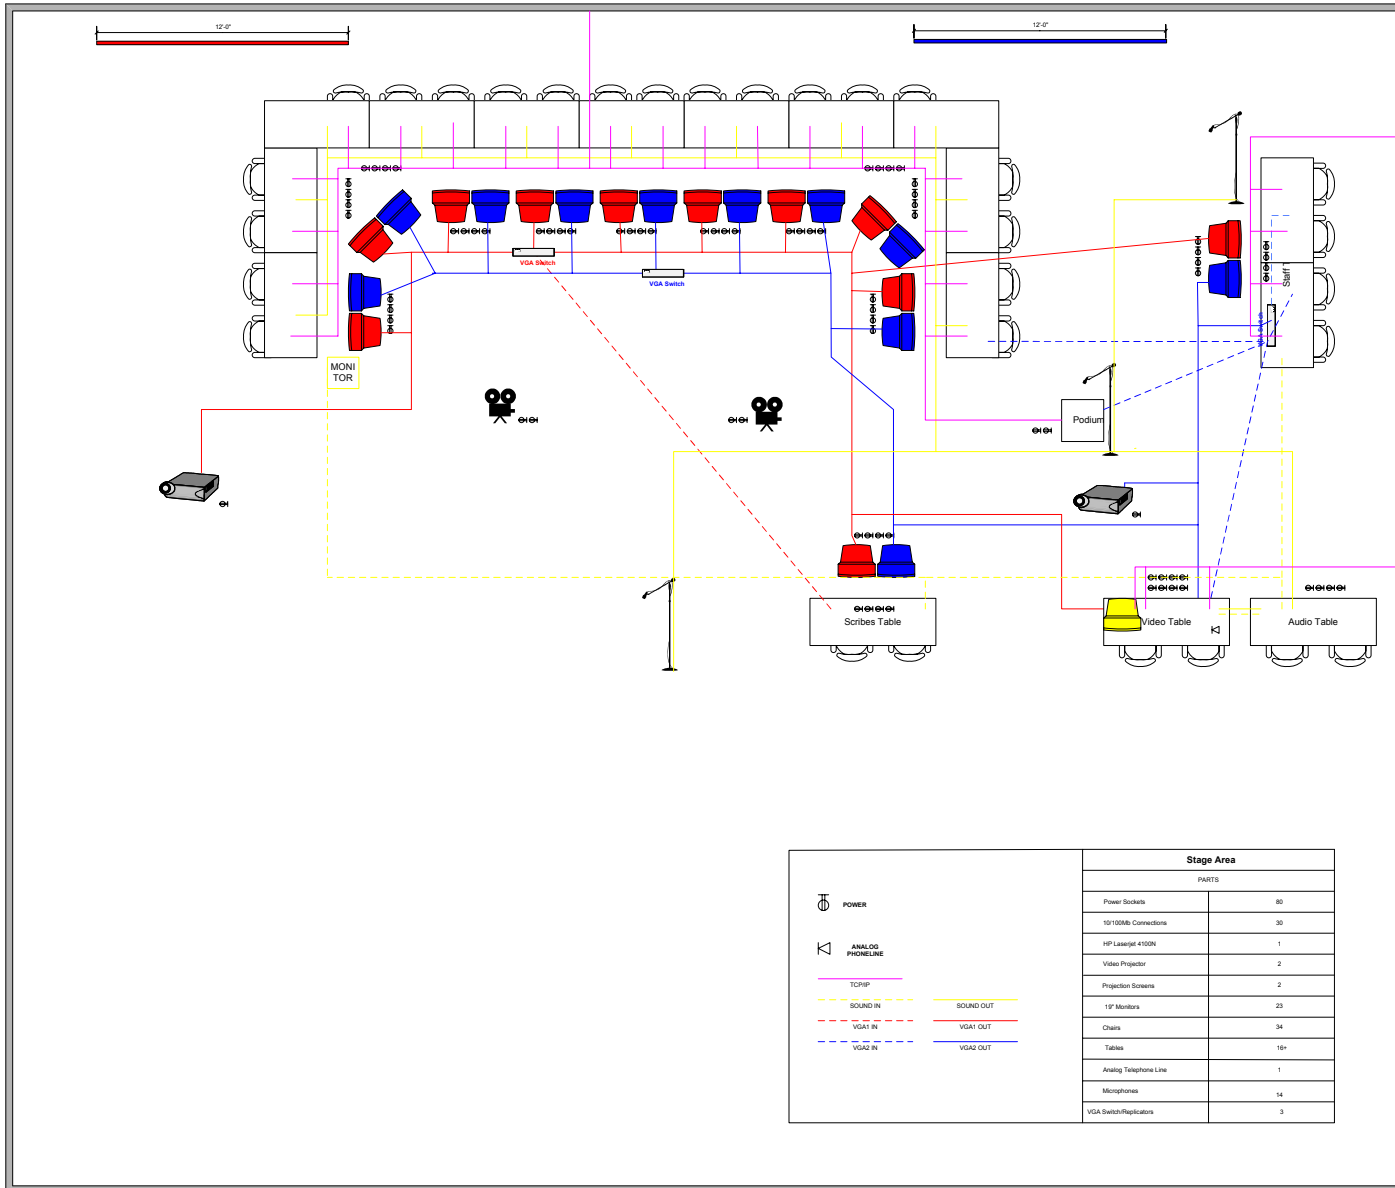 12'-0"
12'-0"
VGA Switch
VGA Switch
Staff T
VGA Switch
MONI
TOR
Podium
Scribes Table
Video Table
Audio Table
POWER
ANALOG
PHONELINE
TCP/IP
SOUND IN
SOUND OUT
VGA1 IN
VGA1 OUT
VGA2 IN
VGA2 OUT
Stage Area
PARTS
Power Sockets 80
10/100Mb Connections 30
HP Laserjet 4100N 1
Video Projector 2
Projection Screens 2
19" Monitors 23
Chairs 34
Tables 16+
Analog Telephone Line 1
Microphones 14
VGA Switch/Replicators 3